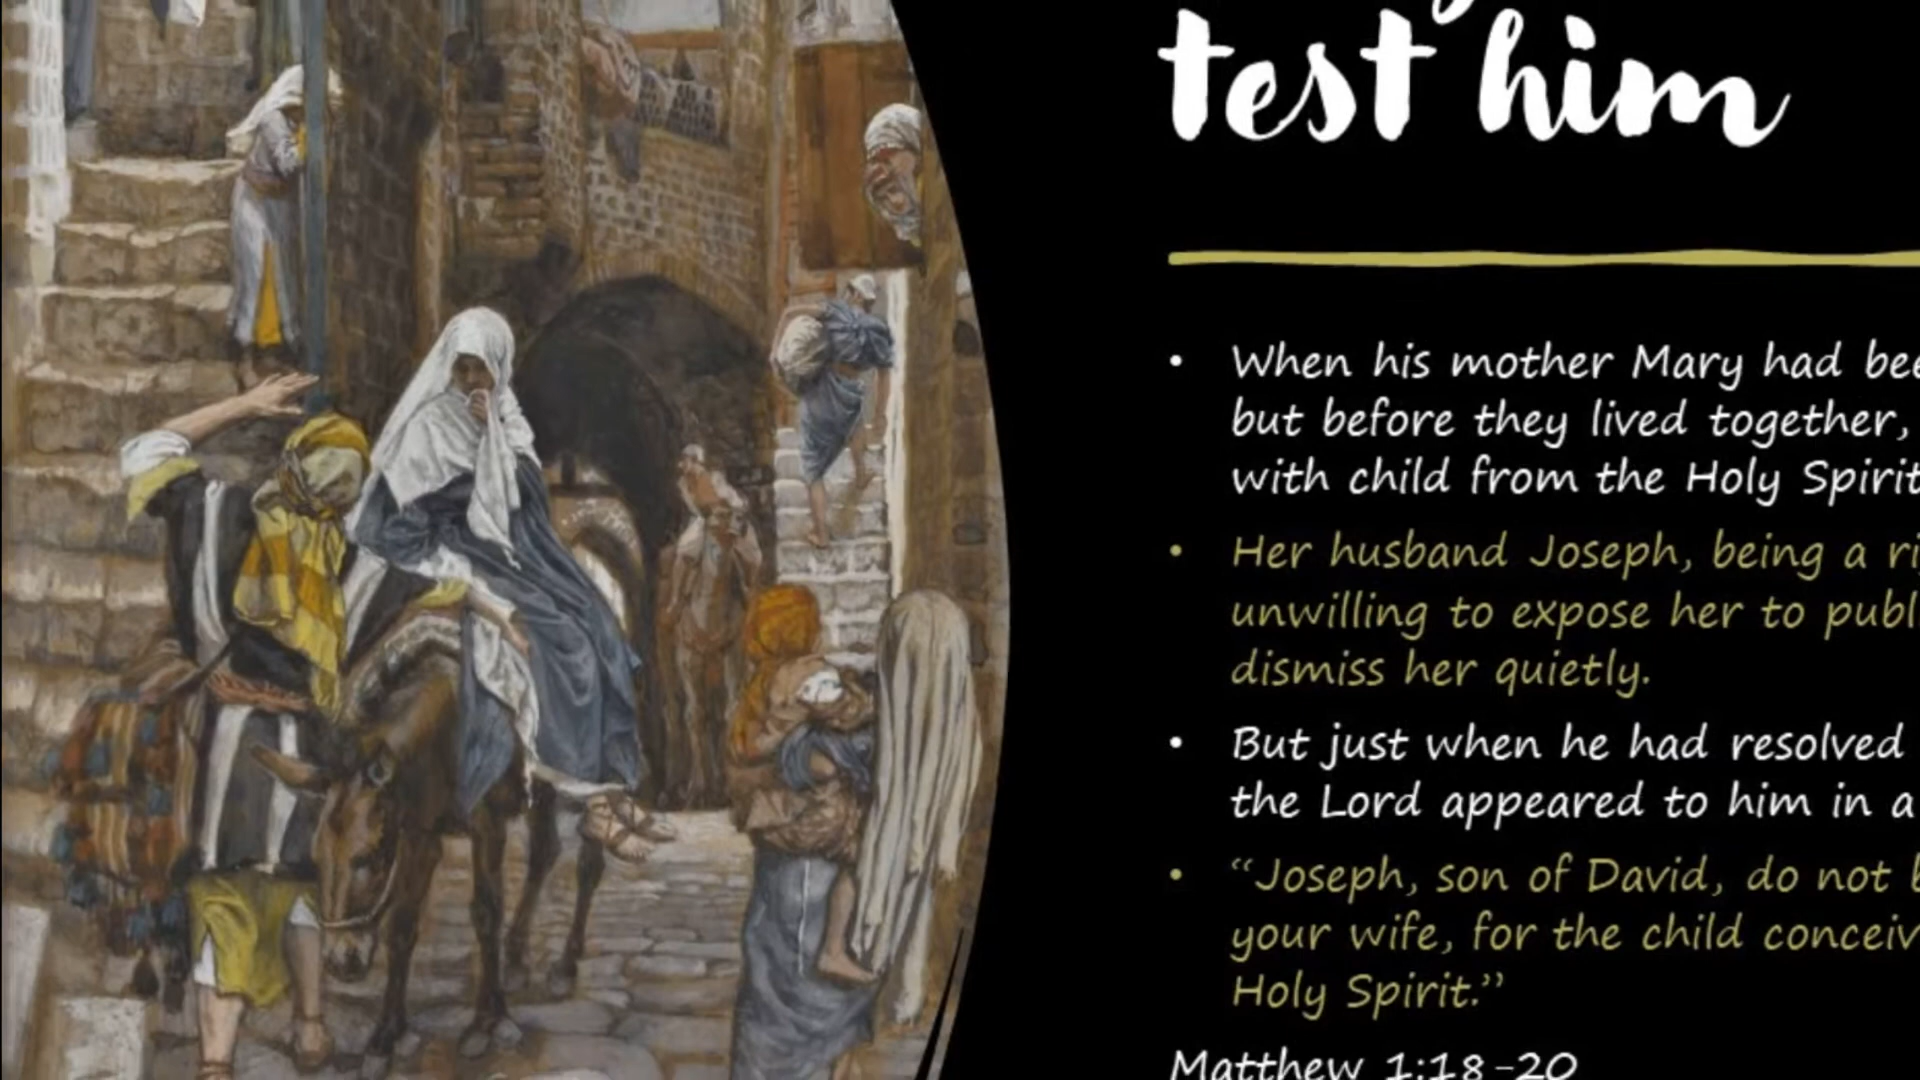 test him
• When his mother Mary had
but before they lived together,
with child from the Holy Spirit
• Her husband Joseph, being a
unwilling to expose her to
dismiss her quietly.
• But just when he had resolved
the Lord appeared to him in a
• “Joseph, son of David, do not
your wife, for the child
Holy Spirit.”
Matthew 1:18-20